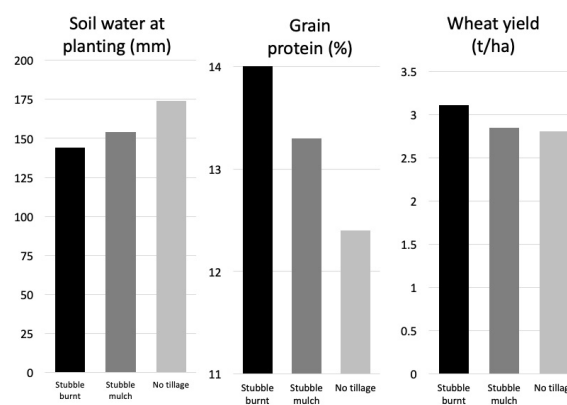 Soil water at
planting (mm)
200
175
150
125
100
75
50
25
0
Stubble
burnt
Stubble
mulch
No tillage
Grain
protein (%)
14
13
12
11
Stubble
burnt
Stubble
mulch
No tillage
Wheat yield
(t/ha)
3.5
3
2.5
2
1.5
1
0.5
0
Stubble
burnt
Stubble
mulch
No tillage